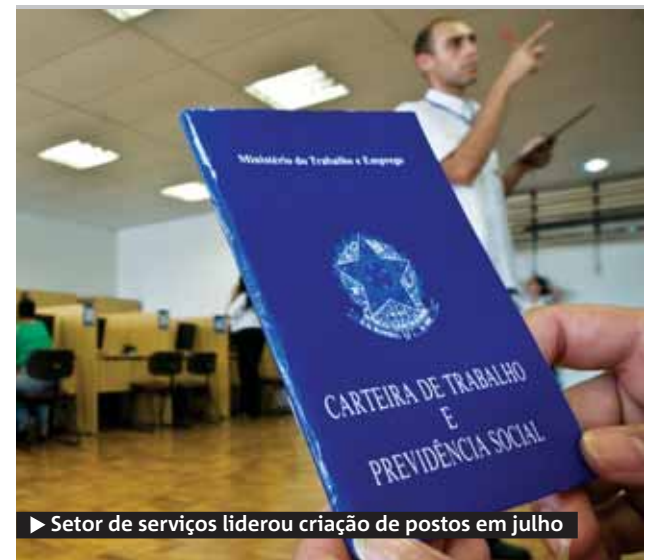 Ministério do Trabalho e Emprego
CARTEIRA DE TRABALHO
E
PREVIDÊNCIA SOCIAL
▶ Setor de serviços liderou criação de postos em julho